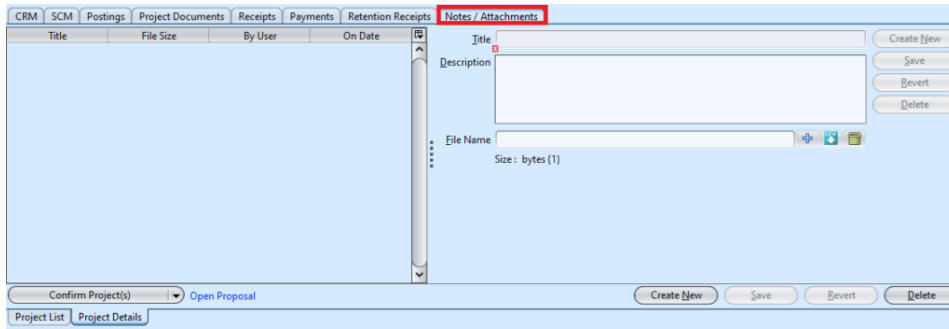 CRM SCM Postings Project Documents Receipts Payments Retention Receipts Notes / Attachments
Title File Size By User On Date
Title
Create New
Description
Save
Revert
Delete
File Name
Size : bytes {1}
Confirm Project(s) Open Proposal Create New Save Revert Delete
Project List Project Details